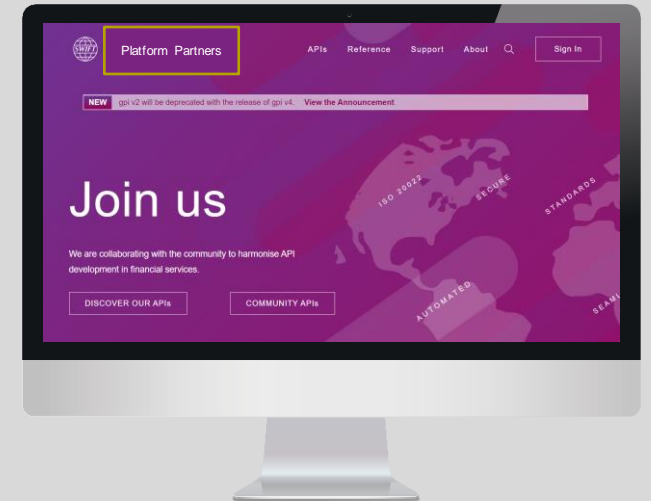 SWIFT
Platform Partners
APIs Reference Support About
Sign In
NEW gpi v2 will be deprecated with the release of gpi v4. View the Announcement
Join us
We are collaborating with the community to harmonise API
development in financial services.
DISCOVER OUR APIs
COMMUNITY APIs
ISO 20022
SECURE
STANDARDS
AUTOMATED
SEAML